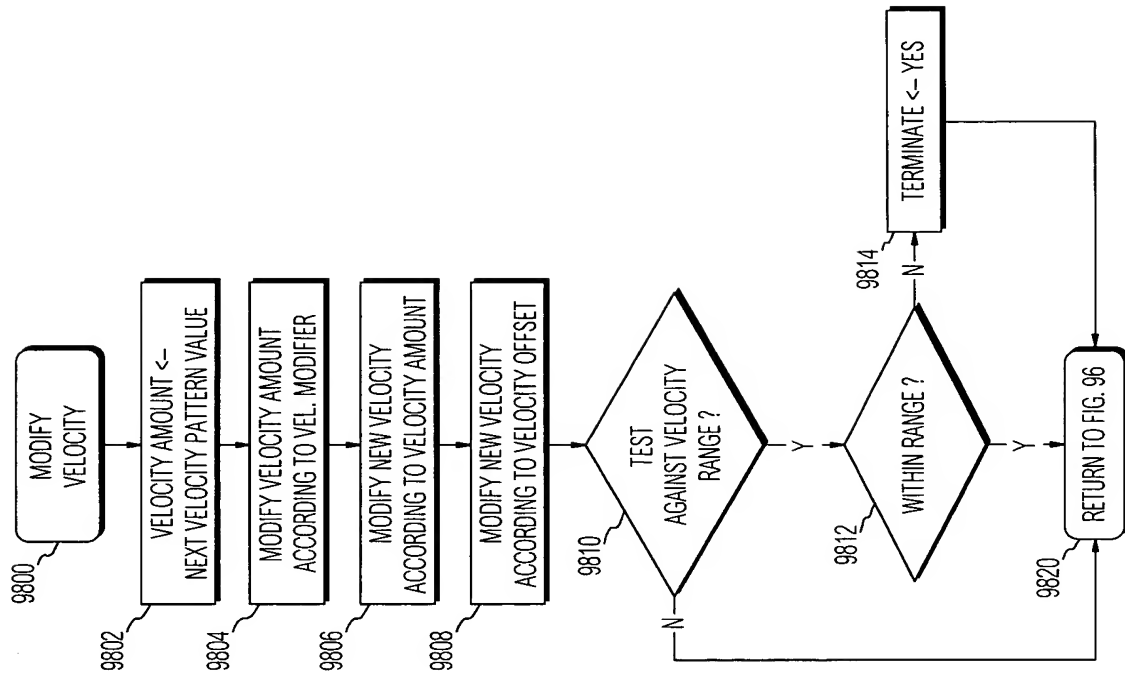 9800
MODIFY
VELOCITY
9802
VELOCITY AMOUNT <–
NEXT VELOCITY PATTERN VALUE
9804
MODIFY VELOCITY AMOUNT
ACCORDING TO VEL. MODIFIER
9806
MODIFY NEW VELOCITY
ACCORDING TO VELOCITY AMOUNT
9808
MODIFY NEW VELOCITY
ACCORDING TO VELOCITY OFFSET
9810
TEST
AGAINST VELOCITY
RANGE ?
N
Y
9812
WITHIN RANGE ?
N
Y
9814
TERMINATE <– YES
9820
RETURN TO FIG. 96